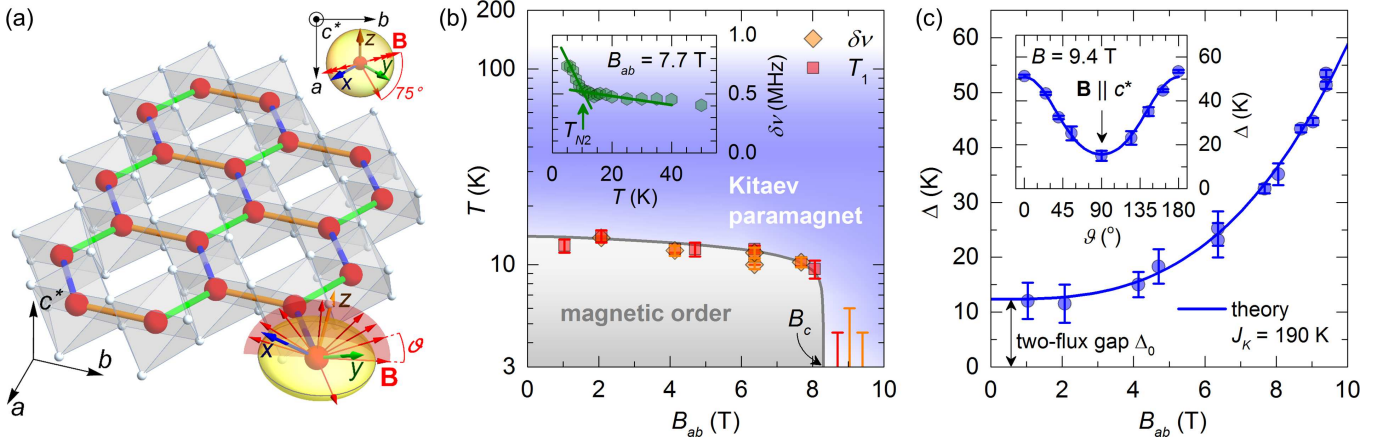 (a)
c*
b
z
B
a
x
y
75°
c*
b
a
z
x
y
ϑ
B
(b)
200
100
10
3
T (K)
B_ab = 7.7 T
T_N2
0
20
40
T (K)
0.0
0.5
1.0
δν (MHz)
δν
T_1
Kitaev
paramagnet
magnetic order
B_c
0
2
4
6
8
10
B_ab (T)
(c)
60
50
40
30
20
10
0
Δ (K)
B = 9.4 T
B || c*
60
40
20
0
Δ (K)
0
45
90
135
180
ϑ (°)
two-flux gap Δ_0
theory
J_K = 190 K
0
2
4
6
8
10
B_ab (T)